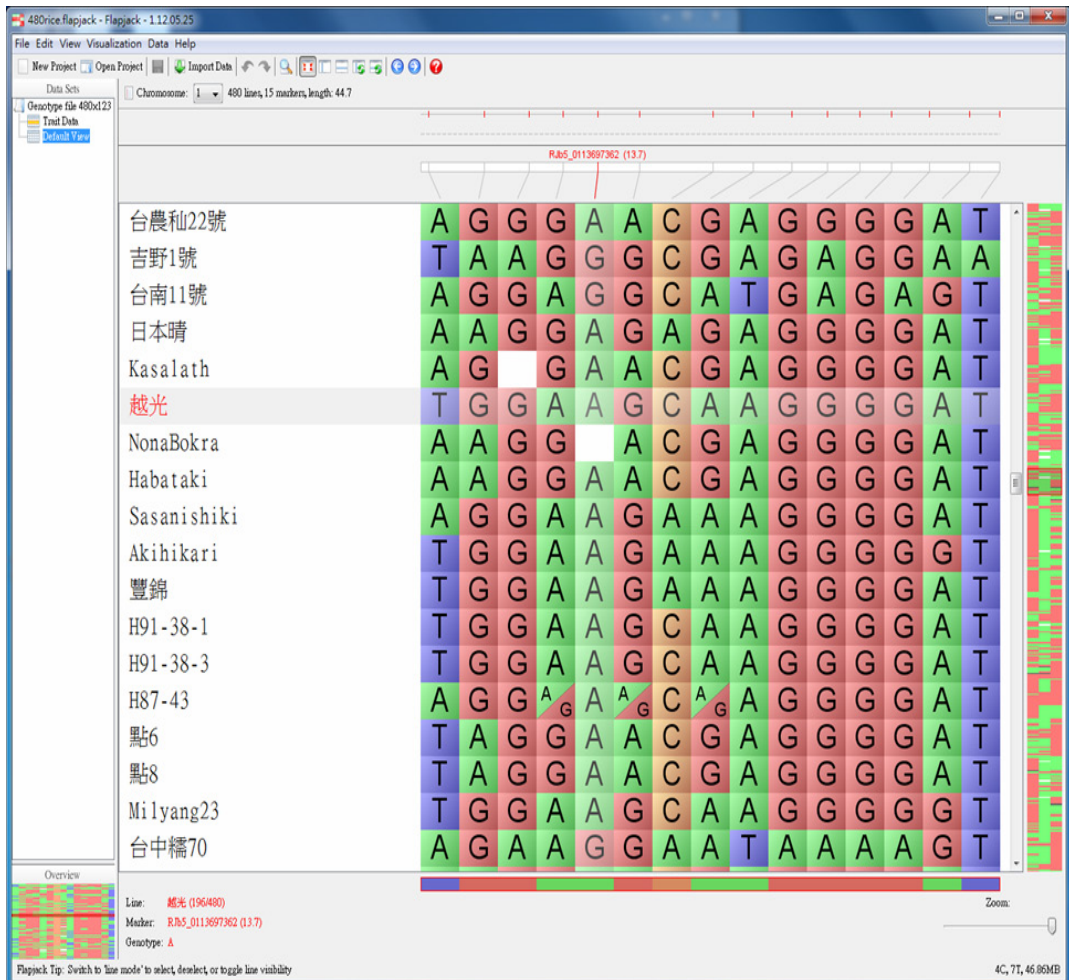 480rice.flapjack - Flapjack - 1.12.05.25
File Edit View Visualization Data Help
New Project Open Project Import Data
Data Sets
Chromosome: 1 480 lines, 15 markers, length: 44.7
Genotype file 480x123
Trait Data
Default View
RJb5_0113697362 (13.7)
台農秈22號 A G G G A A C G A G G G G A T
吉野1號 T A A G G G C G A G A G G A A
台南11號 A G G A G G C A T G A G A G T
日本晴 A A G G A G A G A G G G G A T
Kasalath A G G A A C G A G G G G A T
越光 T G G A A G C A A G G G G A T
NonaBokra A A G G A C G A G G G G A T
Habataki A A G G A A C G A G G G G A T
Sasanishiki A G G A A G A A A G G G G A T
Akihikari T G G A A G A A A G G G G G T
豐錦 T G G A A G A A A G G G G A T
H91-38-1 T G G A A G C A A G G G G A T
H91-38-3 T G G A A G C A A G G G G A T
H87-43 A G G A G A A G C A G A G G G G A T
點6 T A G G A A C G A G G G G A T
點8 T A G G A A C G A G G G G A T
Milyang23 T G G A A G C A A G G G G G T
台中糯70 A G A A G G A A T A A A A G T
Overview
Line: 越光 (196/480)
Zoom:
Marker: RJb5_0113697362 (13.7)
Genotype: A
Flapjack Tip: Switch to 'line mode' to select, deselect, or toggle line visibility
4C, 7T, 46.86MB